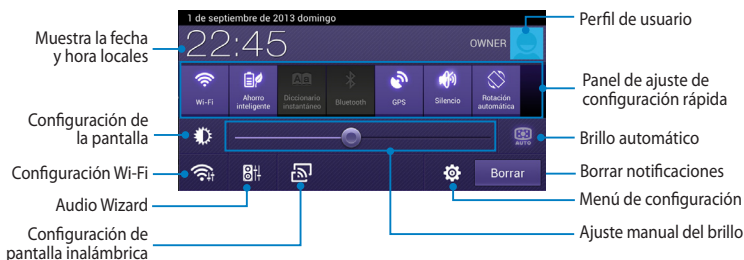 1 de septiembre de 2013 domingo
22:45
OWNER
Wi-Fi
Ahorro
inteligente
Diccionario
instantáneo
Bluetooth
GPS
Silencio
Rotación
automática
AUTO
Borrar
Muestra la fecha
y hora locales
Configuración de
la pantalla
Configuración Wi-Fi
Audio Wizard
Configuración de
pantalla inalámbrica
Perfil de usuario
Panel de ajuste de
configuración rápida
Brillo automático
Borrar notificaciones
Menú de configuración
Ajuste manual del brillo